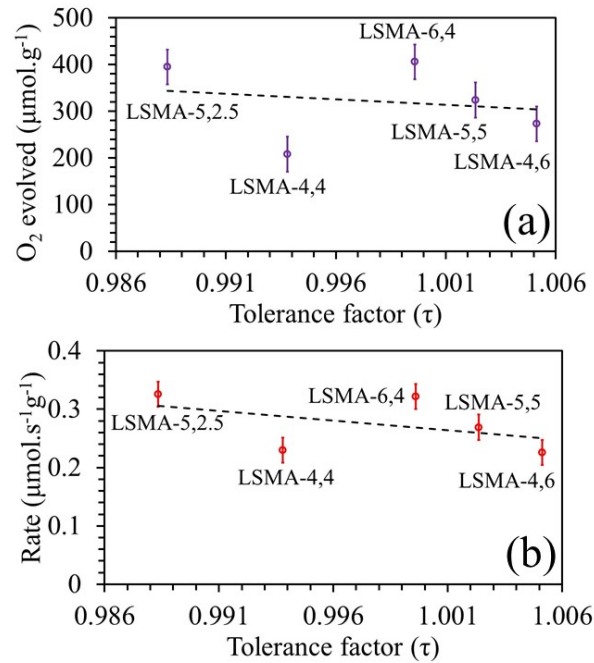 500
400
300
200
100
0
O₂ evolved (µmol.g⁻¹)
LSMA-6,4
LSMA-5,2.5
LSMA-5,5
LSMA-4,4
LSMA-4,6
(a)
0.986 0.991 0.996 1.001 1.006
Tolerance factor (τ)
0.4
0.3
0.2
0.1
0
Rate (µmol.s⁻¹g⁻¹)
LSMA-6,4
LSMA-5,5
LSMA-5,2.5
LSMA-4,4
LSMA-4,6
(b)
0.986 0.991 0.996 1.001 1.006
Tolerance factor (τ)